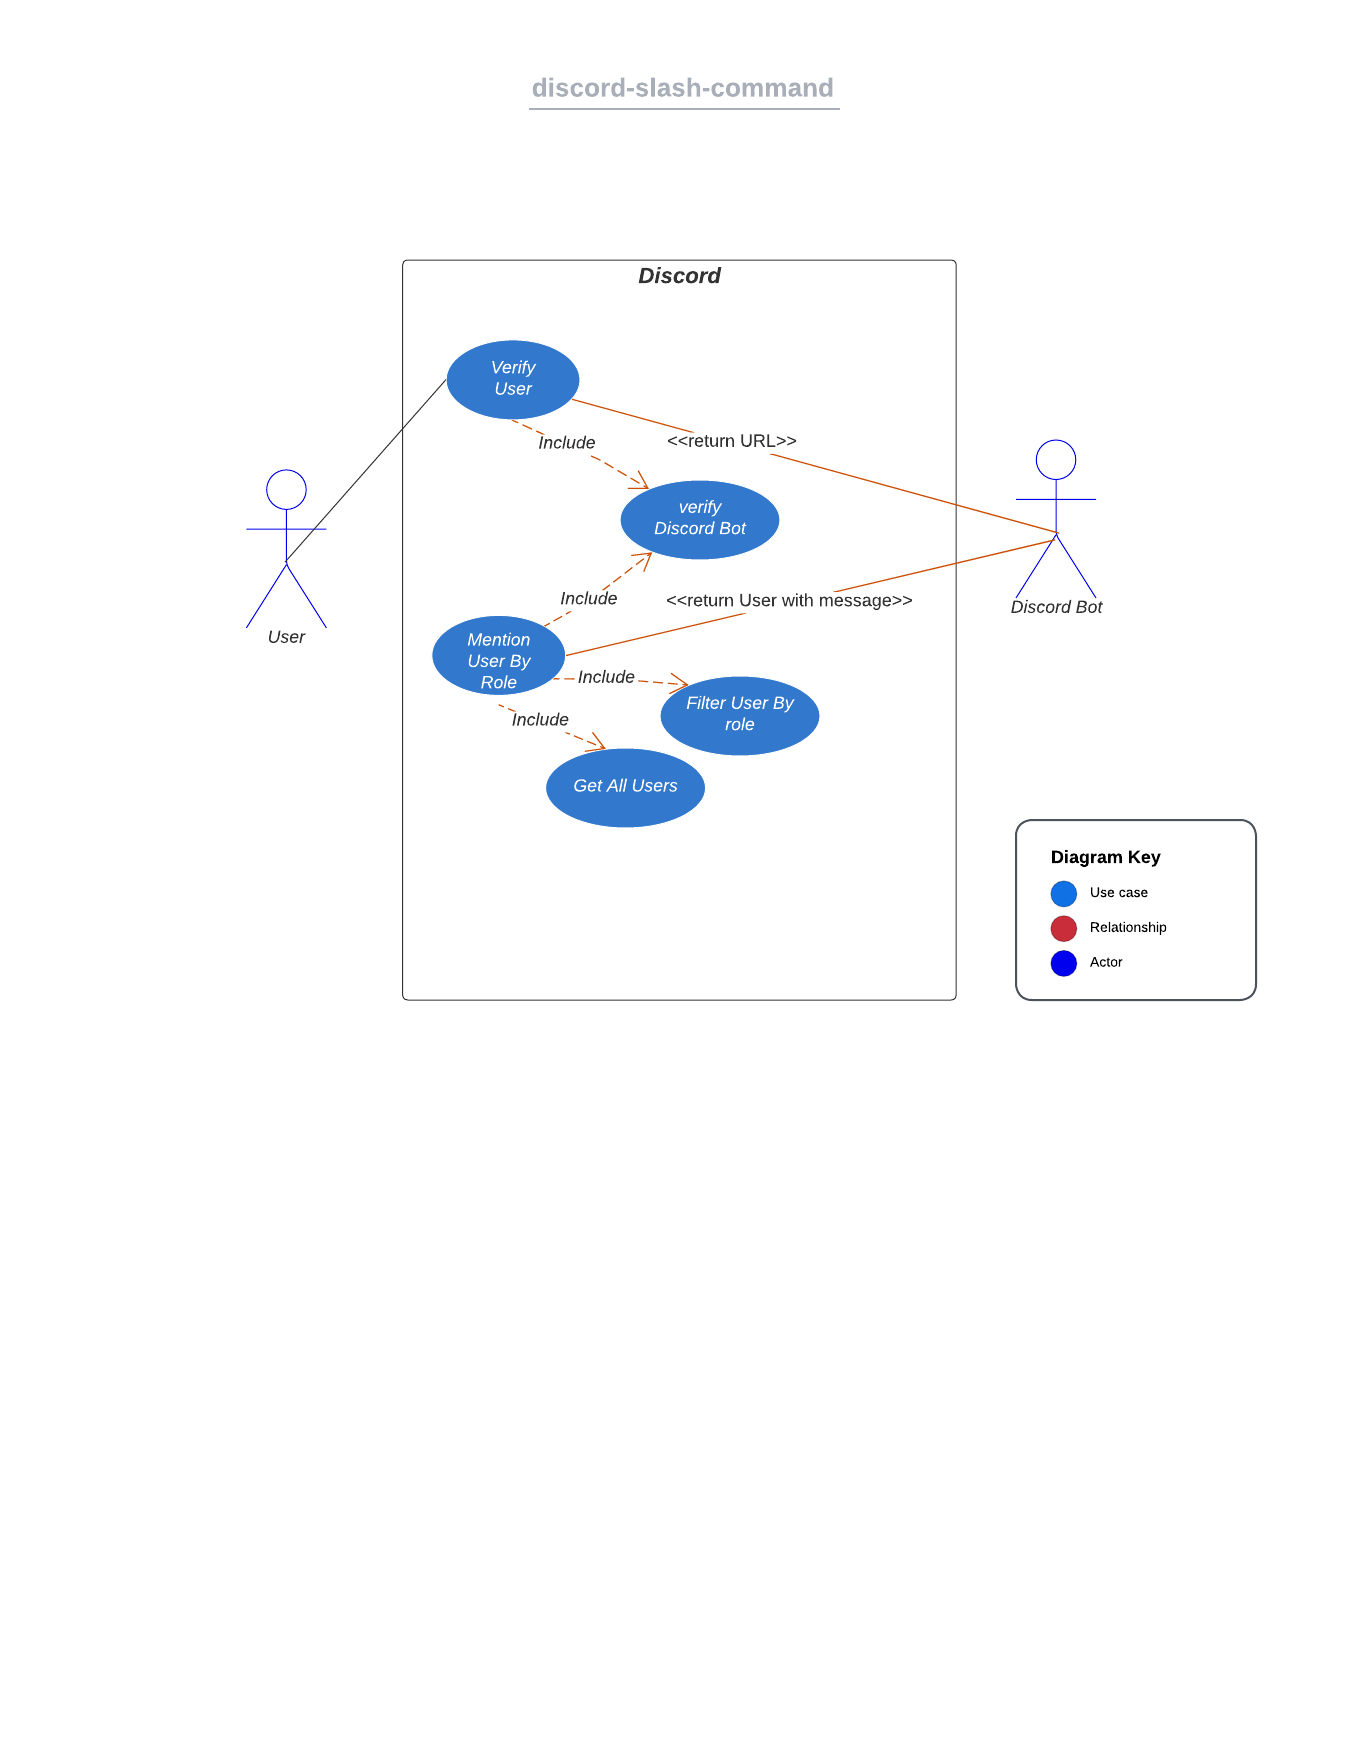 discord-slash-command
Discord
Verify
User
Include
<<return URL>>
verify
Discord Bot
Include
<<return User with message>>
Discord Bot
User
Mention
User By
Role
Include
Filter User By
role
Include
Get All Users
Diagram Key
Use case
Relationship
Actor